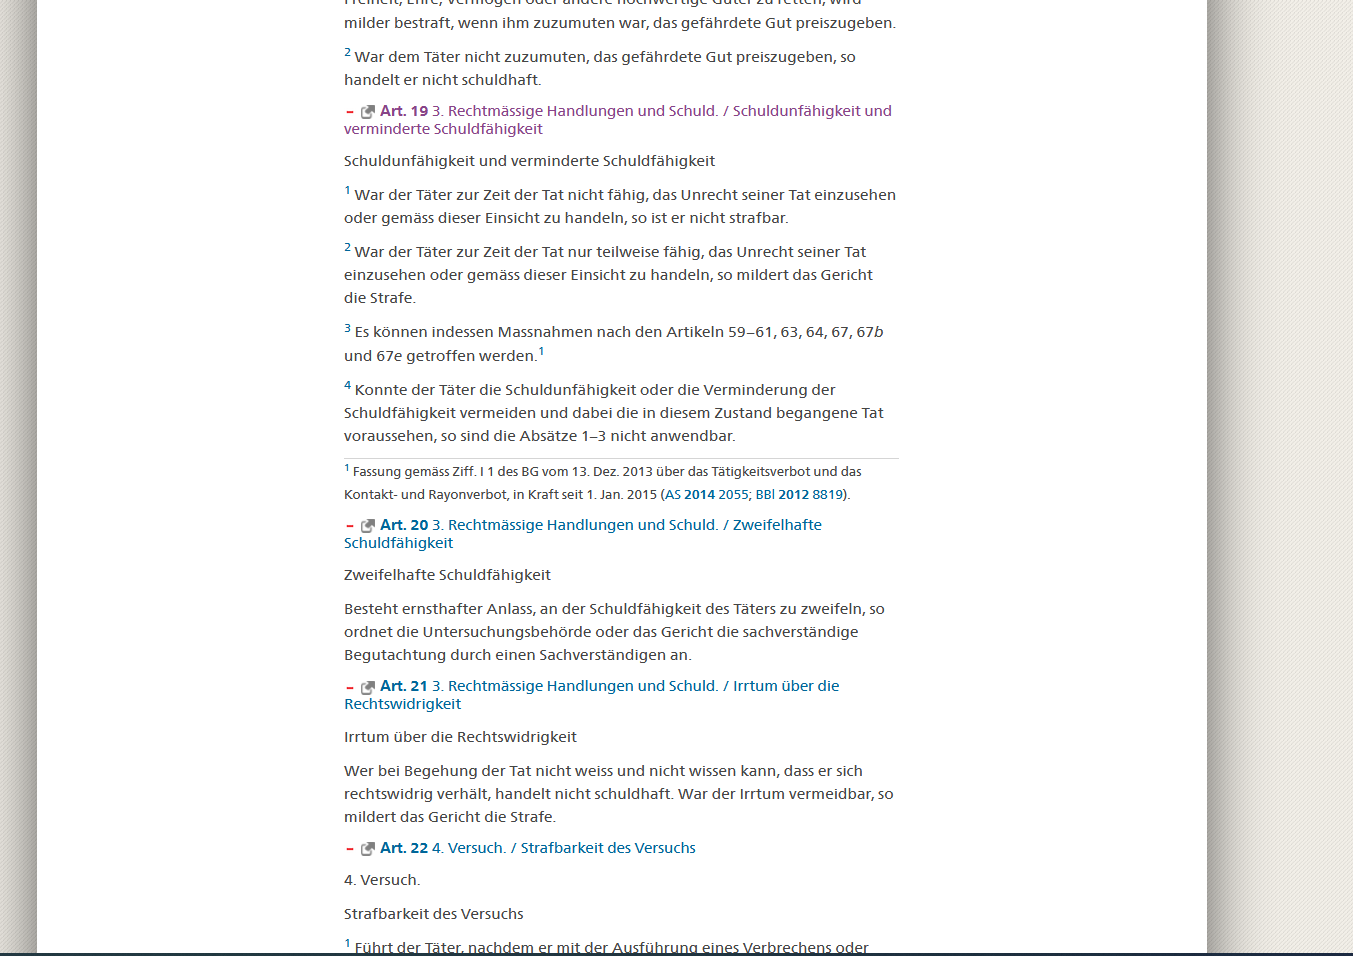 Freiheit, Ehre, Vermögen oder andere hochwertige Güter zu retten, wird
milder bestraft, wenn ihm zuzumuten war, das gefährdete Gut preiszugeben.
2 War dem Täter nicht zuzumuten, das gefährdete Gut preiszugeben, so
handelt er nicht schuldhaft.
– Art. 19 3. Rechtmässige Handlungen und Schuld. / Schuldunfähigkeit und
verminderte Schuldfähigkeit
Schuldunfähigkeit und verminderte Schuldfähigkeit
1 War der Täter zur Zeit der Tat nicht fähig, das Unrecht seiner Tat einzusehen
oder gemäss dieser Einsicht zu handeln, so ist er nicht strafbar.
2 War der Täter zur Zeit der Tat nur teilweise fähig, das Unrecht seiner Tat
einzusehen oder gemäss dieser Einsicht zu handeln, so mildert das Gericht
die Strafe.
3 Es können indessen Massnahmen nach den Artikeln 59–61, 63, 64, 67, 67b
und 67e getroffen werden.1
4 Konnte der Täter die Schuldunfähigkeit oder die Verminderung der
Schuldfähigkeit vermeiden und dabei die in diesem Zustand begangene Tat
voraussehen, so sind die Absätze 1–3 nicht anwendbar.
1 Fassung gemäss Ziff. I 1 des BG vom 13. Dez. 2013 über das Tätigkeitsverbot und das
Kontakt- und Rayonverbot, in Kraft seit 1. Jan. 2015 (AS 2014 2055; BBl 2012 8819).
– Art. 20 3. Rechtmässige Handlungen und Schuld. / Zweifelhafte
Schuldfähigkeit
Zweifelhafte Schuldfähigkeit
Besteht ernsthafter Anlass, an der Schuldfähigkeit des Täters zu zweifeln, so
ordnet die Untersuchungsbehörde oder das Gericht die sachverständige
Begutachtung durch einen Sachverständigen an.
– Art. 21 3. Rechtmässige Handlungen und Schuld. / Irrtum über die
Rechtswidrigkeit
Irrtum über die Rechtswidrigkeit
Wer bei Begehung der Tat nicht weiss und nicht wissen kann, dass er sich
rechtswidrig verhält, handelt nicht schuldhaft. War der Irrtum vermeidbar, so
mildert das Gericht die Strafe.
– Art. 22 4. Versuch. / Strafbarkeit des Versuchs
4. Versuch.
Strafbarkeit des Versuchs
1 Führt der Täter, nachdem er mit der Ausführung eines Verbrechens oder